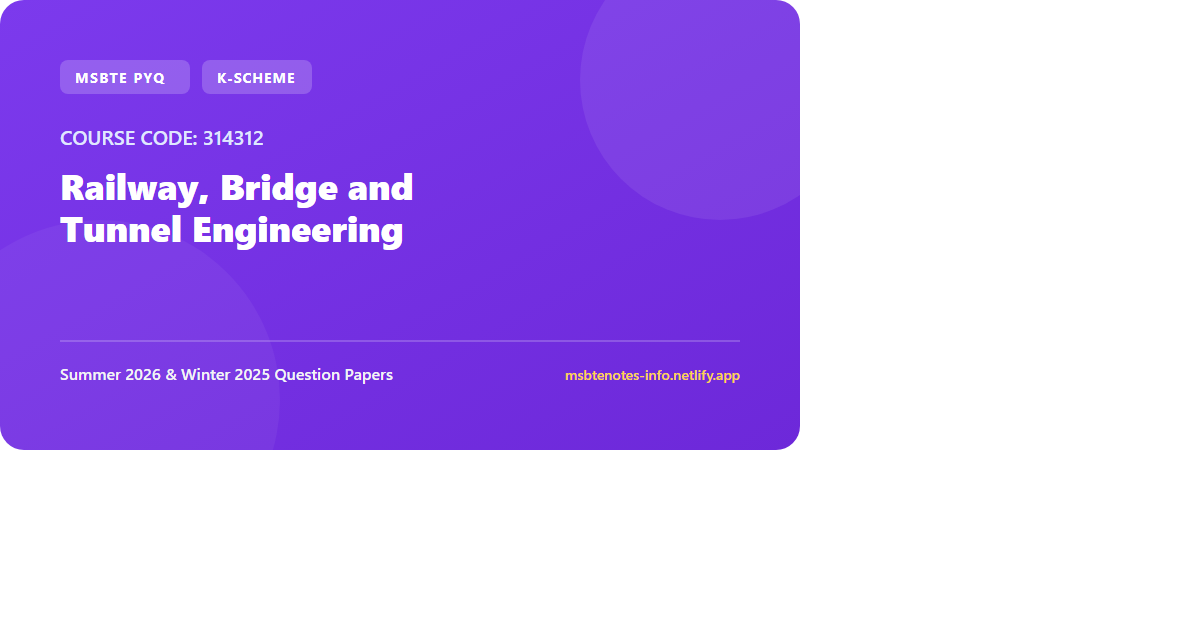 MSBTE PYQ
K-SCHEME
COURSE CODE: 314312
Railway, Bridge and
Tunnel Engineering
Summer 2026 & Winter 2025 Question Papers
msbtenotes-info.netlify.app